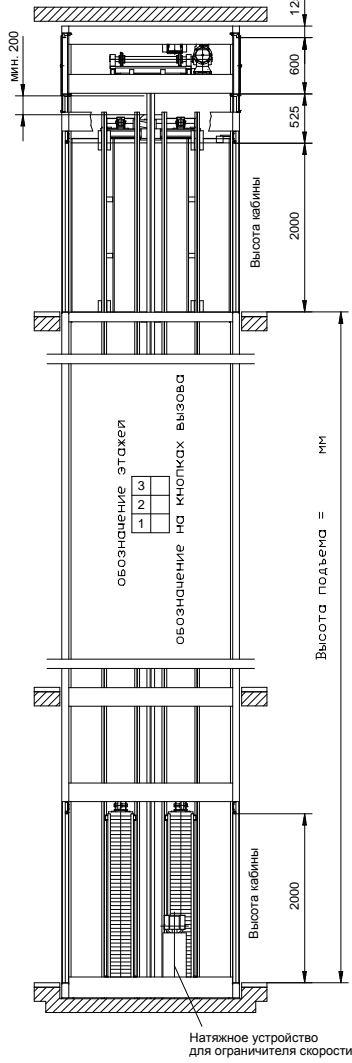 12
мин. 200
600
525
Высота кабины
2000
обозначение этажей
3
2
1
обозначение на кнопках вызова
Высота подъема = мм
Высота кабины
2000
Натяжное устройство
для ограничителя скорости